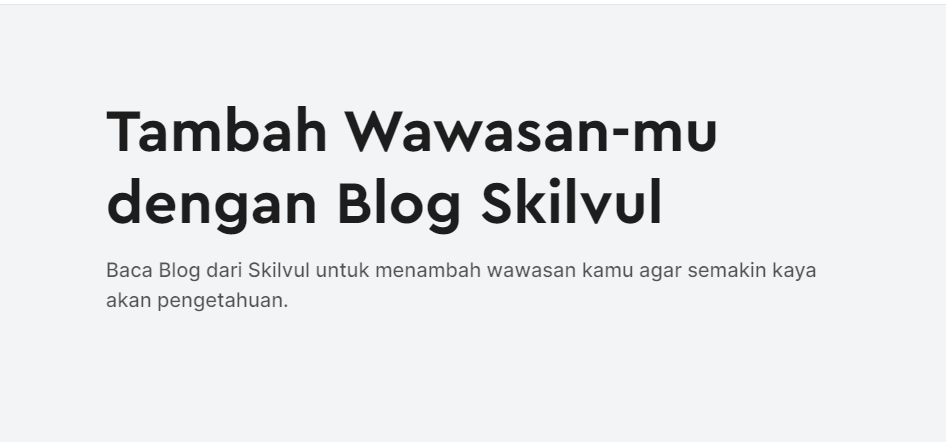 Tambah Wawasan-mu
dengan Blog Skilvul
Baca Blog dari Skilvul untuk menambah wawasan kamu agar semakin kaya
akan pengetahuan.